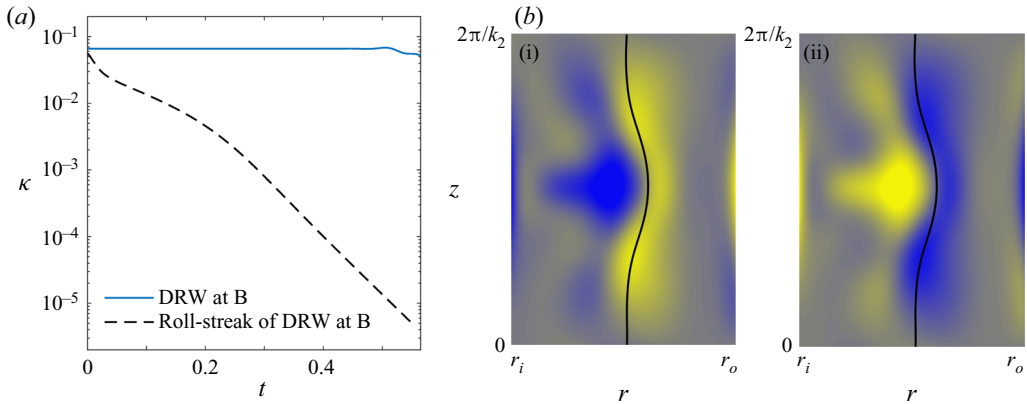 (a)
10⁻¹
10⁻²
10⁻³
10⁻⁴
10⁻⁵
κ
0
0.2
0.4
t
DRW at B
Roll-streak of DRW at B
(b)
2π/k₂
(i)
z
0
rᵢ
rₒ
r
2π/k₂
(ii)
0
rᵢ
rₒ
r